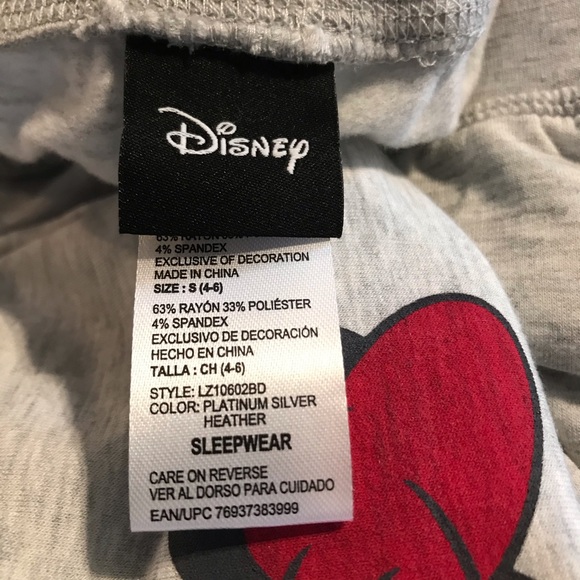 Disney
63% RAYON
4% SPANDEX
EXCLUSIVE OF DECORATION
MADE IN CHINA
SIZE : S (4-6)
63% RAYÓN 33% POLIÉSTER
4% SPANDEX
EXCLUSIVO DE DECORACIÓN
HECHO EN CHINA
TALLA : CH (4-6)
STYLE: LZ10602BD
COLOR: PLATINUM SILVER
HEATHER
SLEEPWEAR
CARE ON REVERSE
VER AL DORSO PARA CUIDADO
EAN/UPC 76937383999